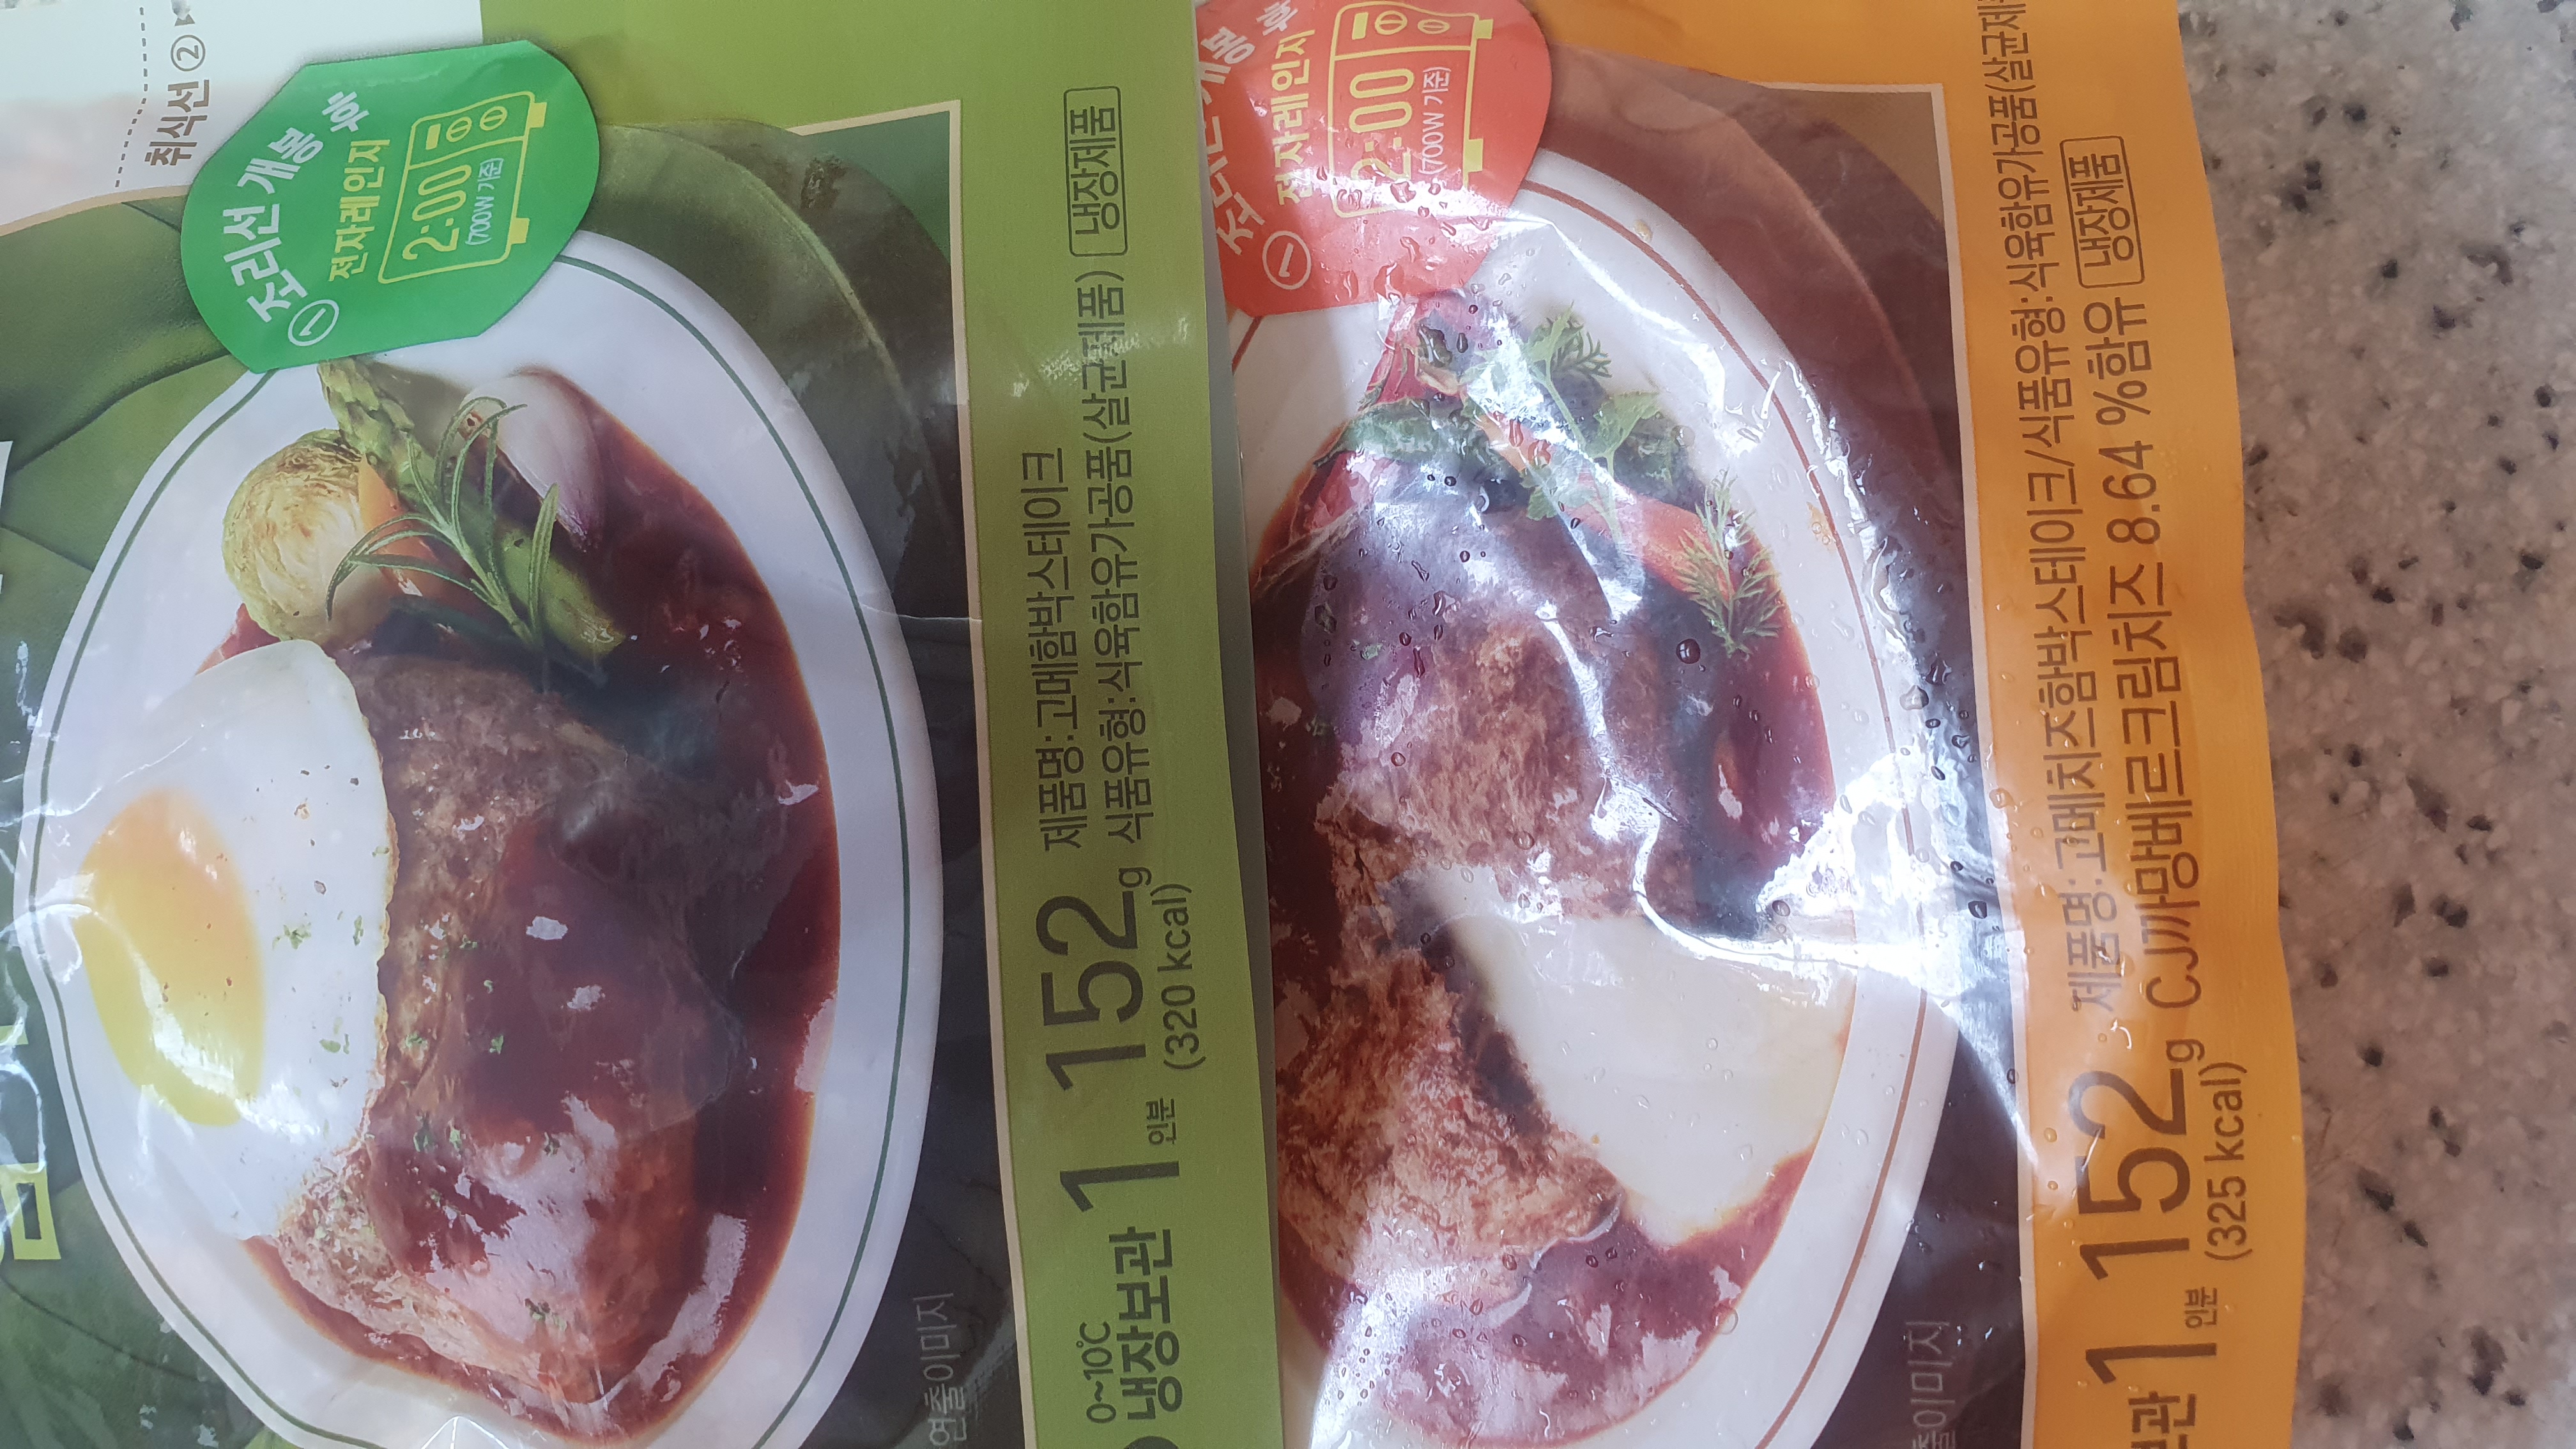 취식선 ②
① 조리선 개봉 후
전자레인지
2:00
(700W 기준)
제품명:고메함박스테이크
식품유형:식육함유가공품(살균제품) 냉장제품
0~10℃
냉장보관 1 인분 152g
(320 kcal)
연출이미지
① 조리선 개봉 후
전자레인지
2:00
(700W 기준)
제품명:고메치즈함박스테이크/식품유형:식육함유가공품(살균제
CJ까망베르크림치즈 8.64 %함유 냉장제품
보관 1 인분 152g
(325 kcal)
출이미지